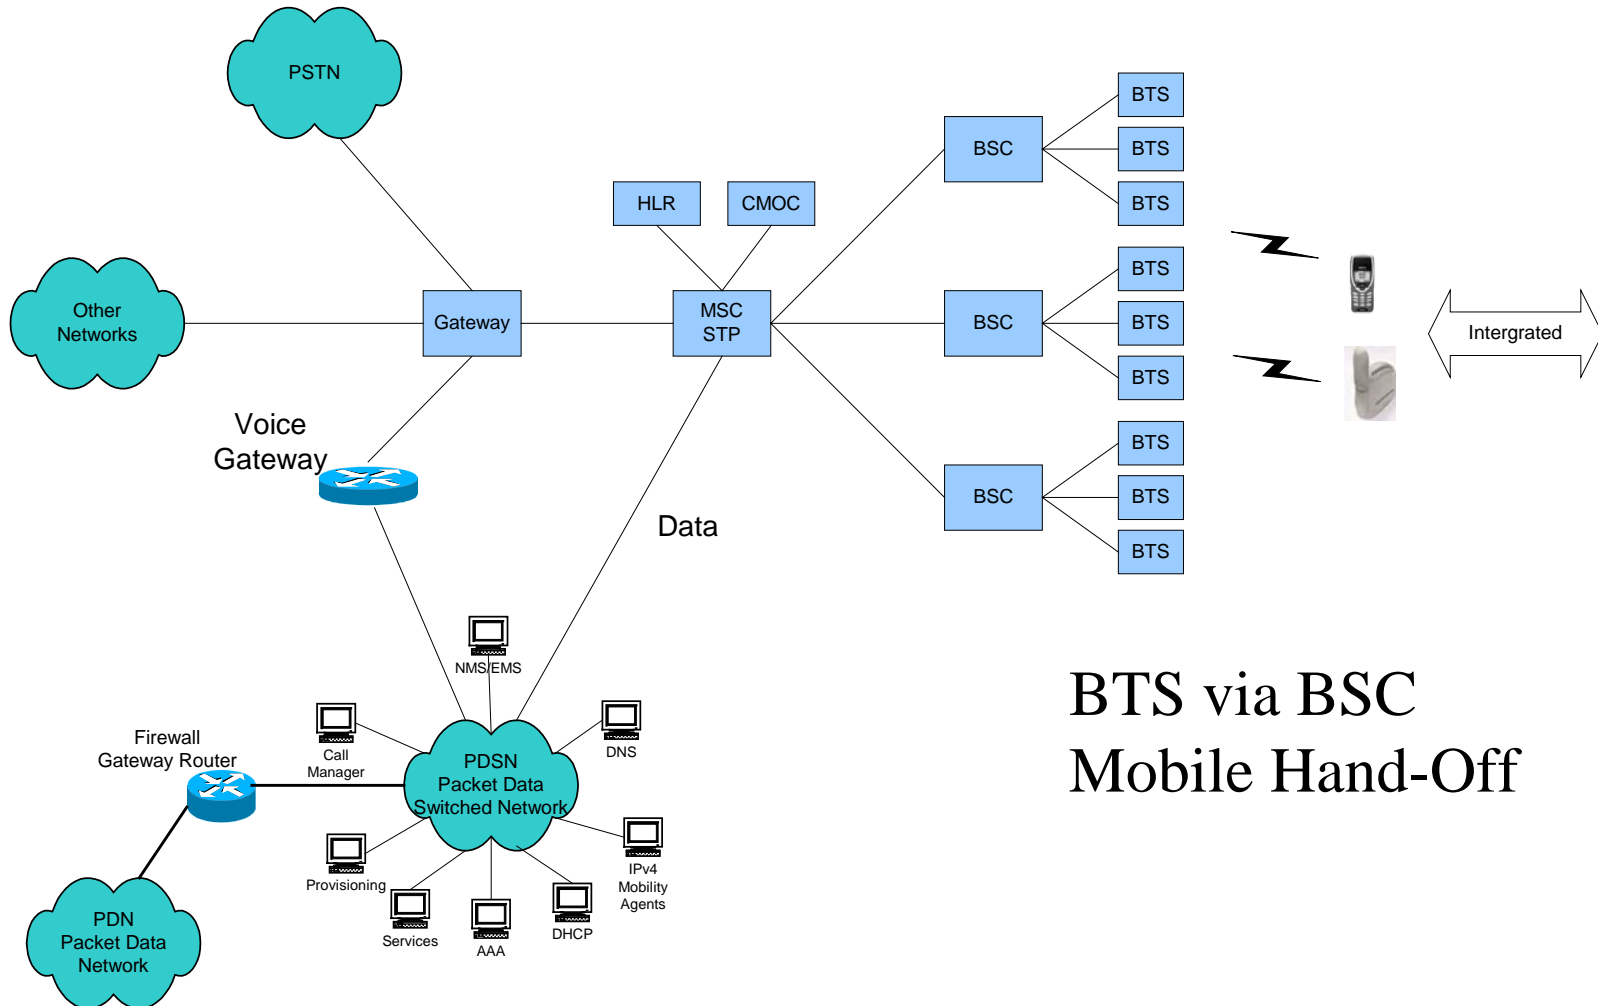 PSTN
BTS
BTS
BTS
BSC
HLR
CMOC
Other
Networks
Gateway
MSC
STP
BSC
BTS
BTS
BTS
Intergrated
Voice
Gateway
Data
BSC
BTS
BTS
BTS
NMS/EMS
Call
Manager
DNS
Firewall
Gateway Router
PDSN
Packet Data
Switched Network
Provisioning
Services
AAA
DHCP
IPv4
Mobility
Agents
PDN
Packet Data
Network
BTS via BSC
Mobile Hand-Off